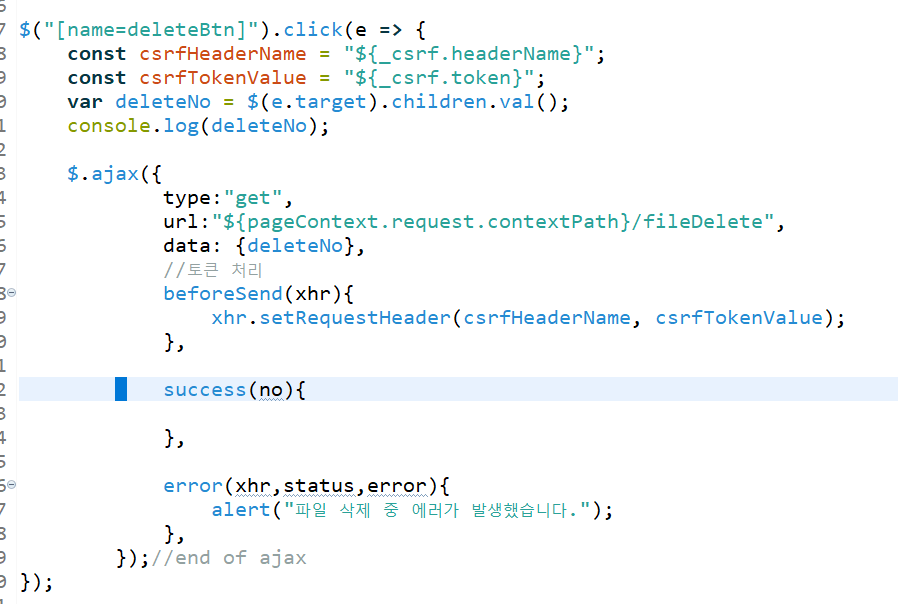 $("[name=deleteBtn]").click(e => {
const csrfHeaderName = "${_csrf.headerName}";
const csrfTokenValue = "${_csrf.token}";
var deleteNo = $(e.target).children.val();
console.log(deleteNo);
$.ajax({
type:"get",
url:"${pageContext.request.contextPath}/fileDelete",
data: {deleteNo},
//토큰 처리
beforeSend(xhr){
xhr.setRequestHeader(csrfHeaderName, csrfTokenValue);
},
success(no){
},
error(xhr,status,error){
alert("파일 삭제 중 에러가 발생했습니다.");
},
});//end of ajax
});